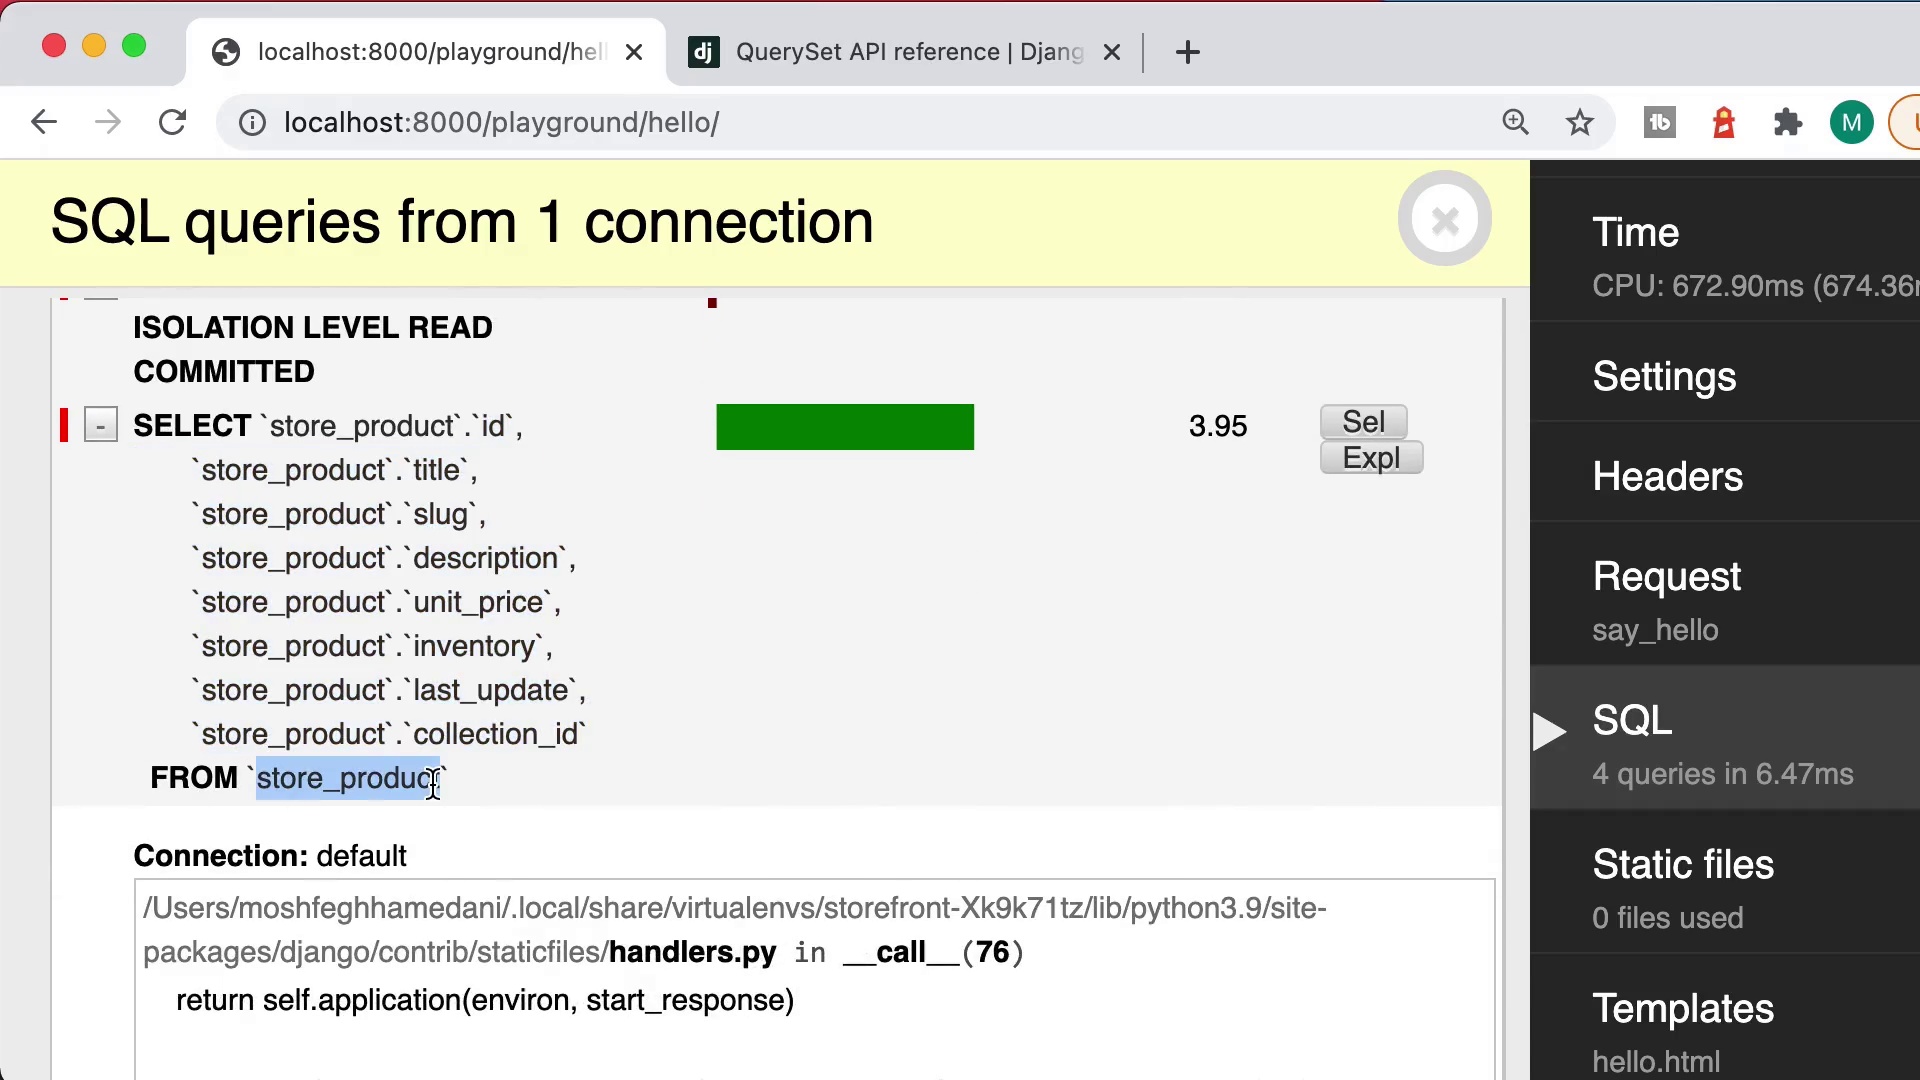 localhost:8000/playground/hell
QuerySet API reference | Djang
localhost:8000/playground/hello/
M
SQL queries from 1 connection
ISOLATION LEVEL READ
COMMITTED
- SELECT `store_product`.`id`, 3.95 Sel
Expl
`store_product`.`title`,
`store_product`.`slug`,
`store_product`.`description`,
`store_product`.`unit_price`,
`store_product`.`inventory`,
`store_product`.`last_update`,
`store_product`.`collection_id`
FROM `store_product`
Connection: default
/Users/moshfeghhamedani/.local/share/virtualenvs/storefront-Xk9k71tz/lib/python3.9/site-
packages/django/contrib/staticfiles/handlers.py in __call__(76)
return self.application(environ, start_response)
Time
CPU: 672.90ms (674.36
Settings
Headers
Request
say_hello
SQL
4 queries in 6.47ms
Static files
0 files used
Templates
hello.html